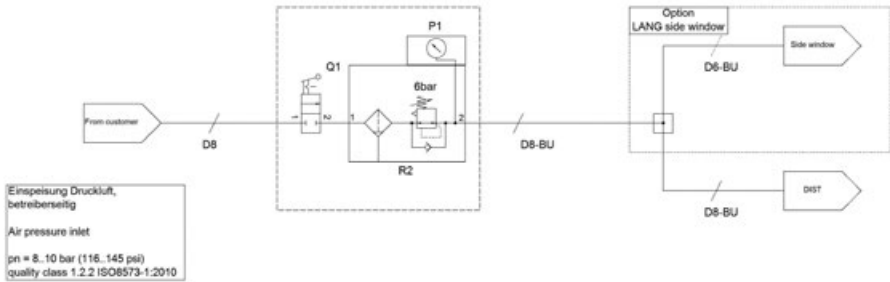 Option
LANG side window
P1
Q1
Side window
D6-BU
6bar
From customer
1
2
1
2
D8
D8-BU
R2
DIST
D8-BU
Einspeisung Druckluft,
betreiberseitig
Air pressure inlet
pn = 8..10 bar (116..145 psi)
quality class 1.2.2 ISO8573-1:2010